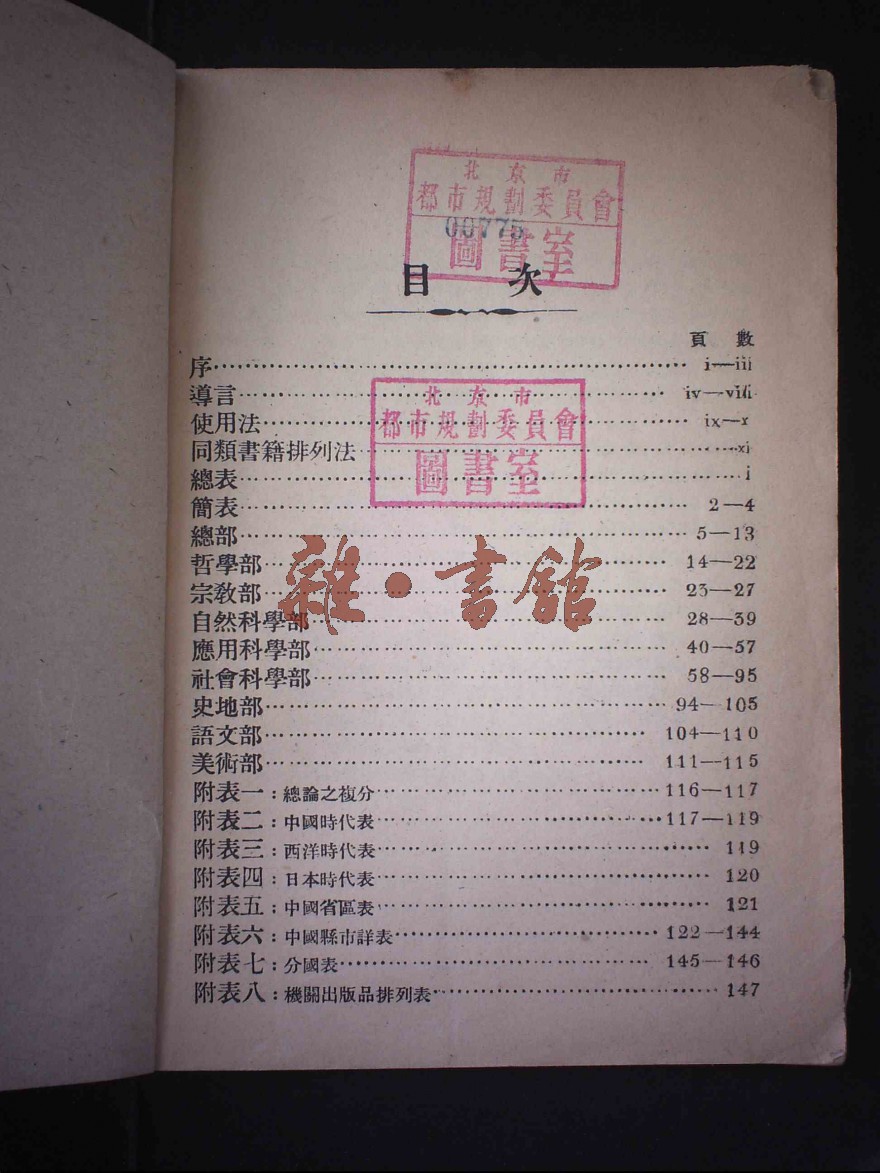 北京市
都市規劃委員會
00775
圖書室
目次
頁數
序 i—iii
導言 iv—viii
北京市
使用法 ix—x
都市規劃委員會
同類書籍排列法 xi
圖書室
總表 1
簡表 2—4
總部 5—13
哲學部 14—22
雜·書館
宗敎部 23—27
自然科學部 28—39
應用科學部 40—57
社會科學部 58—95
史地部 94—105
語文部 104—110
美術部 111—115
附表一:總論之複分 116—117
附表二:中國時代表 117—119
附表三:西洋時代表 119
附表四:日本時代表 120
附表五:中國省區表 121
附表六:中國縣市詳表 122—144
附表七:分國表 145—146
附表八:機關出版品排列表 147